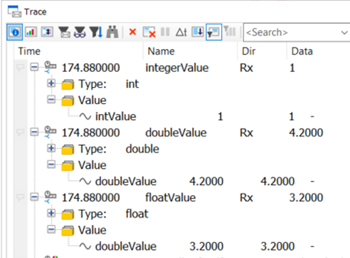 Trace
Δt <Search>
Time Name Dir Data
174.880000 integerValue Rx 1
Type: int
Value
intValue 1 1 -
174.880000 doubleValue Rx 4.2000
Type: double
Value
doubleValue 4.2000 4.2000 -
174.880000 floatValue Rx 3.2000
Type: float
Value
doubleValue 3.2000 3.2000 -